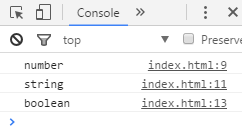 Console
top Preserve
number index.html:9
string index.html:11
boolean index.html:13